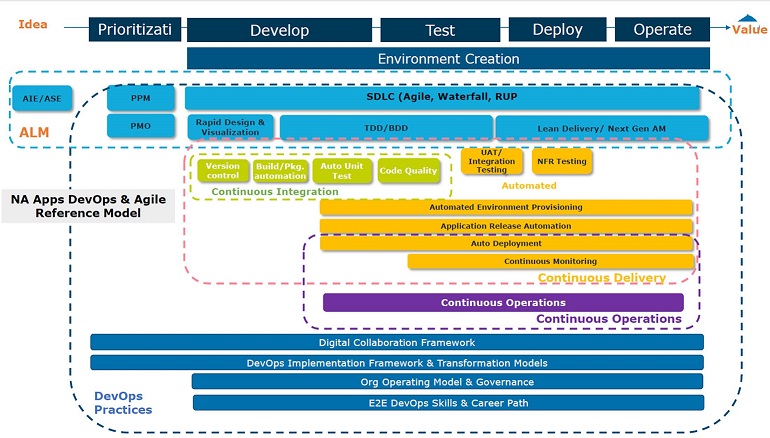 Idea
Prioritizati
Develop
Test
Deploy
Operate
Value
Environment Creation
AIE/ASE
PPM
SDLC (Agile, Waterfall, RUP
ALM
PMO
Rapid Design &
Visualization
TDD/BDD
Lean Delivery/ Next Gen AM
Version
control
Build/Pkg.
automation
Auto Unit
Test
Code Quality
UAT/
Integration
Testing
NFR Testing
Continuous Integration
Automated
NA Apps DevOps & Agile
Reference Model
Automated Environment Provisioning
Application Release Automation
Auto Deployment
Continuous Monitoring
Continuous Delivery
Continuous Operations
Continuous Operations
Digital Collaboration Framework
DevOps Implementation Framework & Transformation Models
Org Operating Model & Governance
E2E DevOps Skills & Career Path
DevOps
Practices